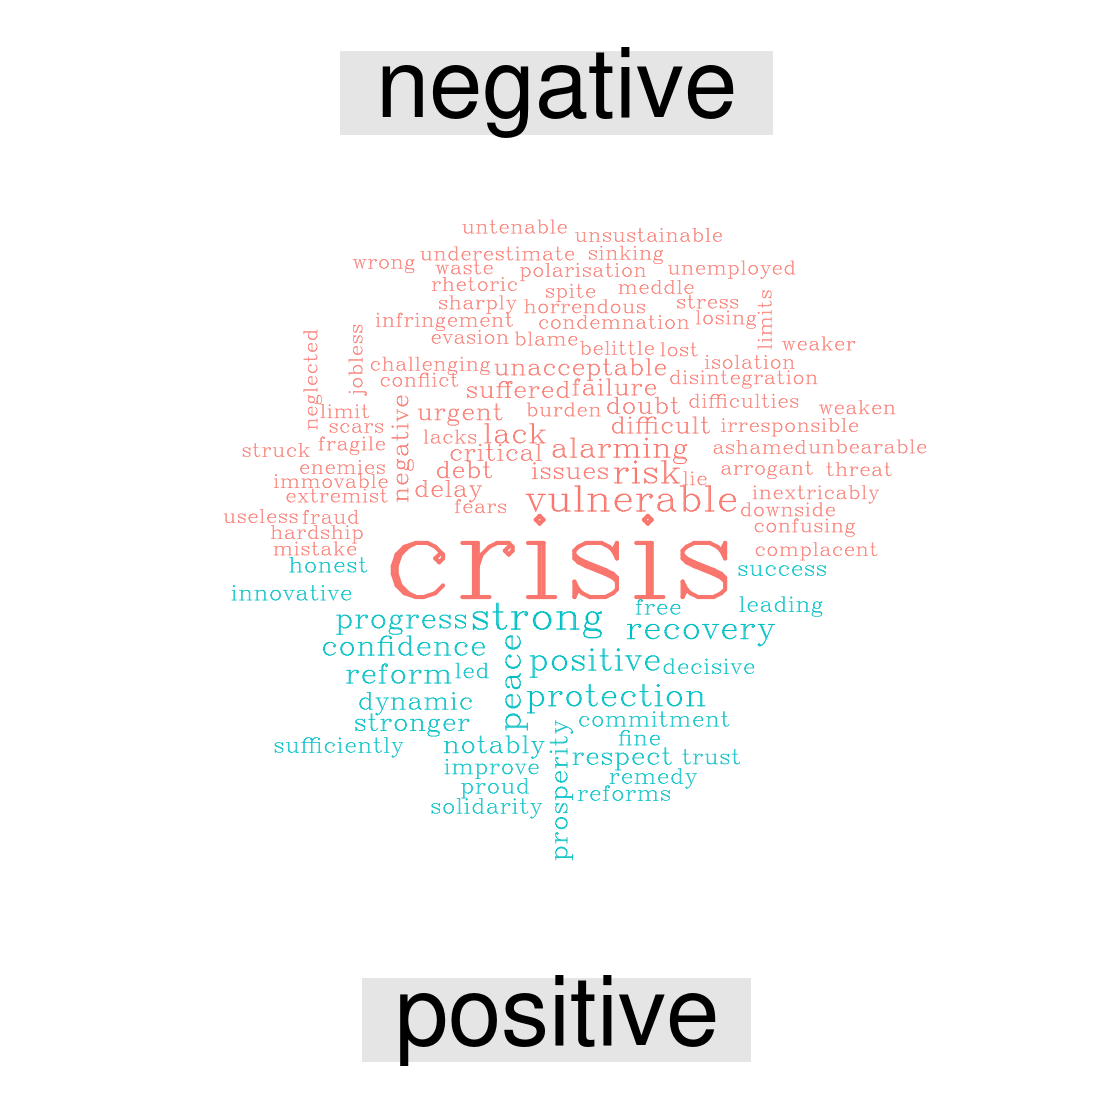 negative
untenable
unsustainable
underestimate sinking
wrong waste polarisation unemployed
rhetoric spite meddle
sharply horrendous stress limits
infringement condemnation losing
neglected jobless evasion blame belittle lost weaker
challenging unacceptable isolation
conflict suffered failure disintegration
negative limit urgent burden doubt difficulties weaken
scars lacks lack difficult irresponsible
struck fragile critical alarming ashamed unbearable
enemies debt issues risk lie arrogant threat
immovable delay
extremist fears vulnerable inextricably
useless fraud downside
hardship confusing
mistake crisis complacent
honest success
innovative free leading
progress strong recovery
confidence peace positive decisive
reform led
dynamic protection
stronger prosperity commitment
sufficiently notably fine
improve respect trust
proud remedy
solidarity reforms
positive